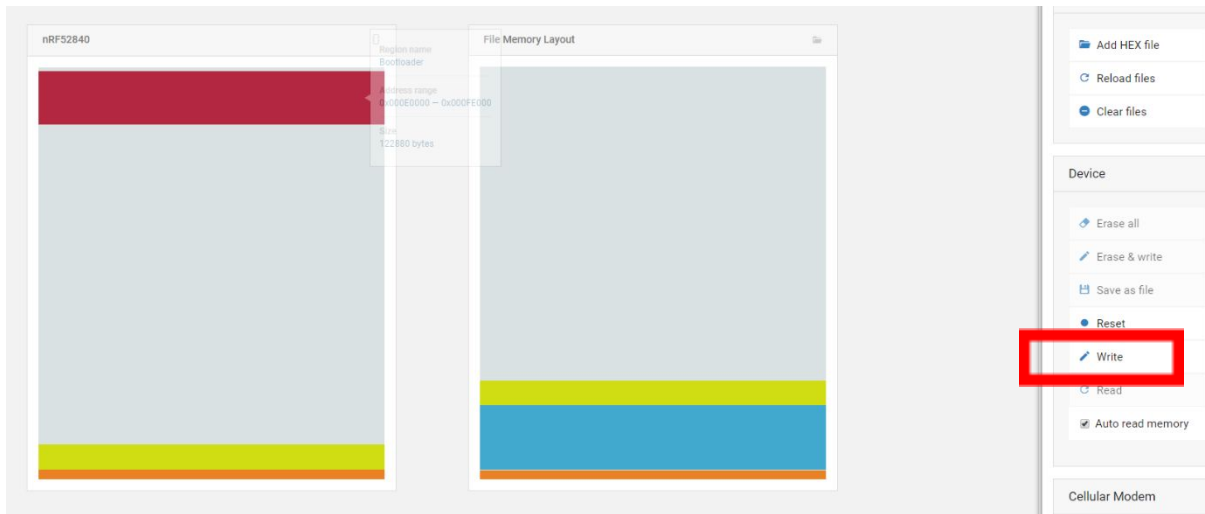 nRF52840
Region name
Bootloader
Address range
0x000E0000 — 0x000FE000
Size
122880 bytes
File Memory Layout
Add HEX file
Reload files
Clear files
Device
Erase all
Erase & write
Save as file
Reset
Write
Read
Auto read memory
Cellular Modem